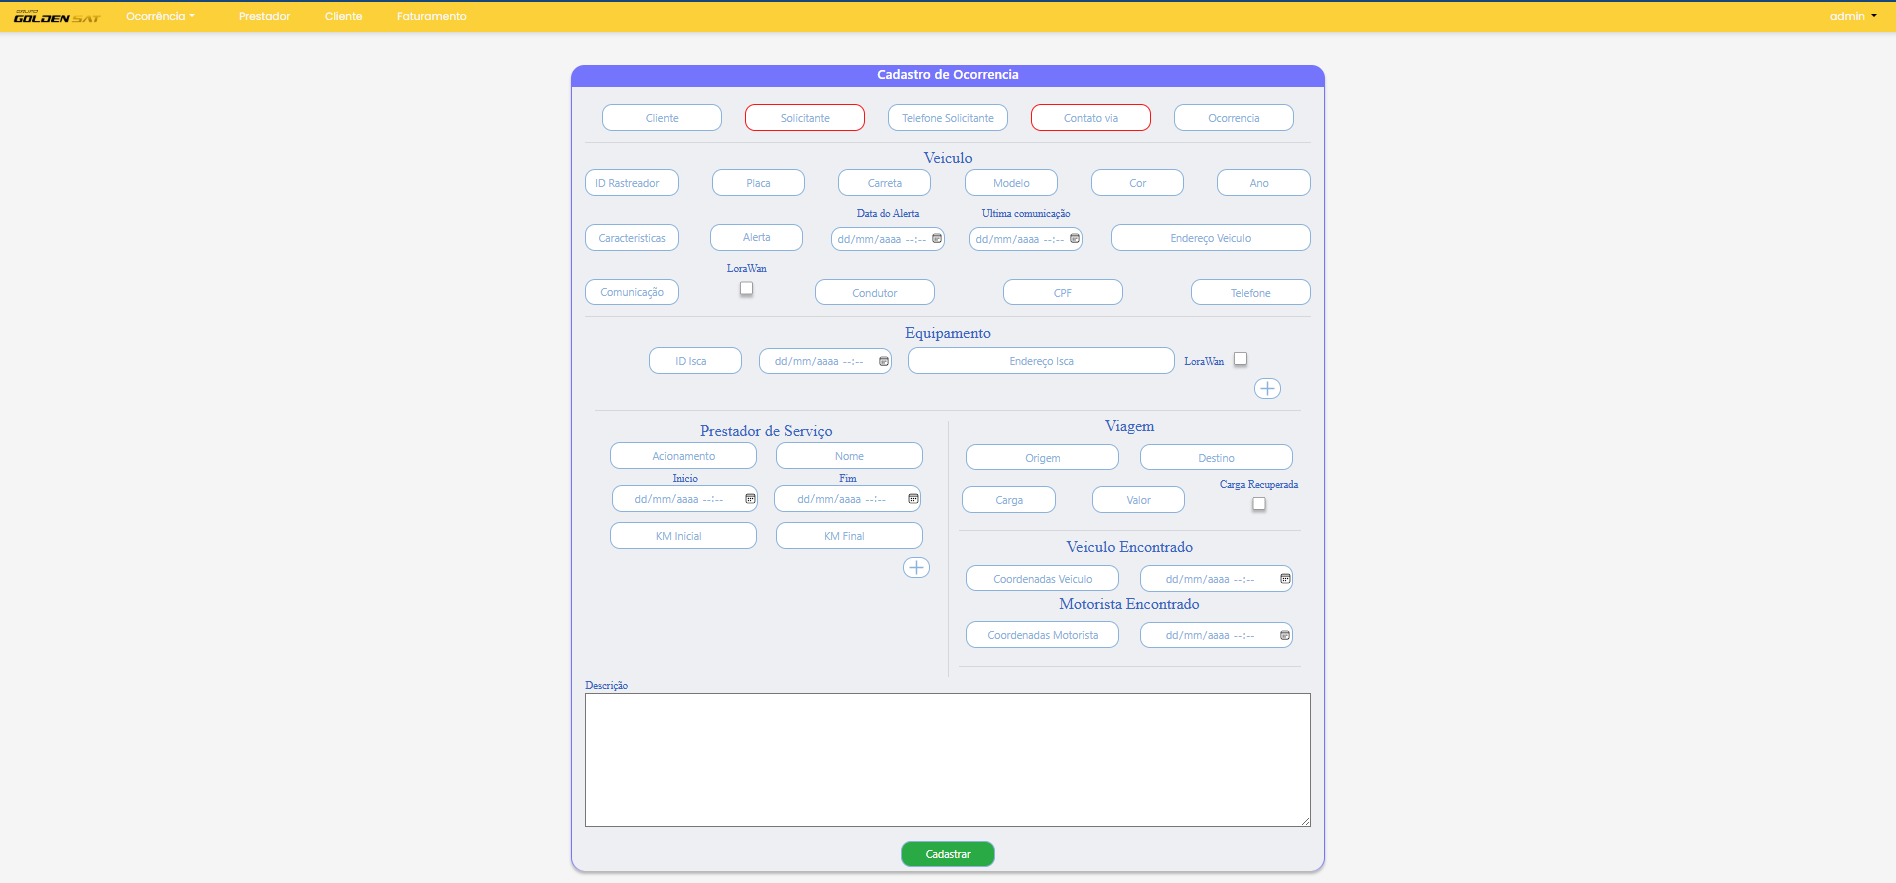 GRUPO
GOLDEN SAT
Ocorrência
Prestador
Cliente
Faturamento
admin
Cadastro de Ocorrencia
Cliente
Solicitante
Telefone Solicitante
Contato via
Ocorrencia
Veiculo
ID Rastreador
Placa
Carreta
Modelo
Cor
Ano
Data do Alerta
Ultima comunicação
Caracteristicas
Alerta
dd/mm/aaaa --:--
dd/mm/aaaa --:--
Endereço Veiculo
LoraWan
Comunicação
Condutor
CPF
Telefone
Equipamento
ID Isca
dd/mm/aaaa --:--
Endereço Isca
LoraWan
Prestador de Serviço
Acionamento
Nome
Inicio
Fim
dd/mm/aaaa --:--
dd/mm/aaaa --:--
KM Inicial
KM Final
Viagem
Origem
Destino
Carga Recuperada
Carga
Valor
Veiculo Encontrado
Coordenadas Veiculo
dd/mm/aaaa --:--
Motorista Encontrado
Coordenadas Motorista
dd/mm/aaaa --:--
Descrição
Cadastrar